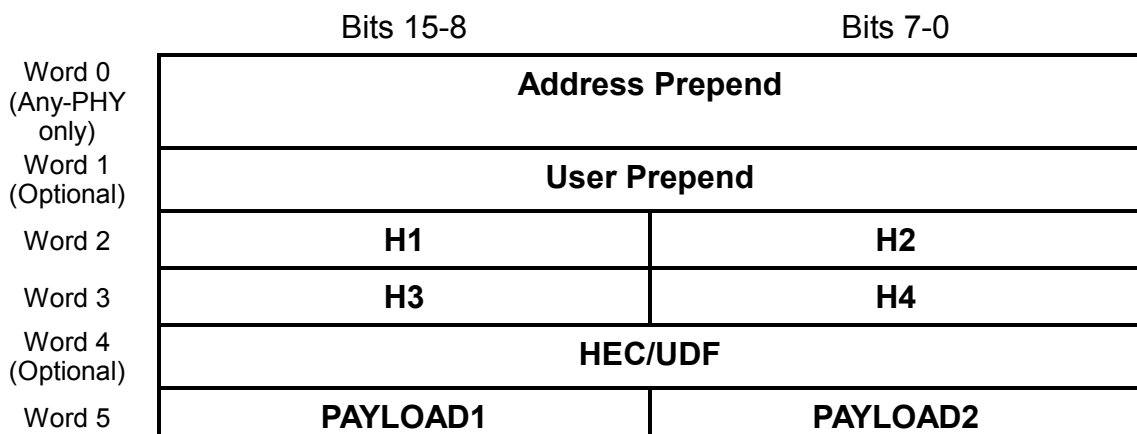 Bits 15-8 Bits 7-0
Word 0
(Any-PHY
only)
Address Prepend
Word 1
(Optional)
User Prepend
Word 2 H1 H2
Word 3 H3 H4
Word 4
(Optional)
HEC/UDF
Word 5 PAYLOAD1 PAYLOAD2